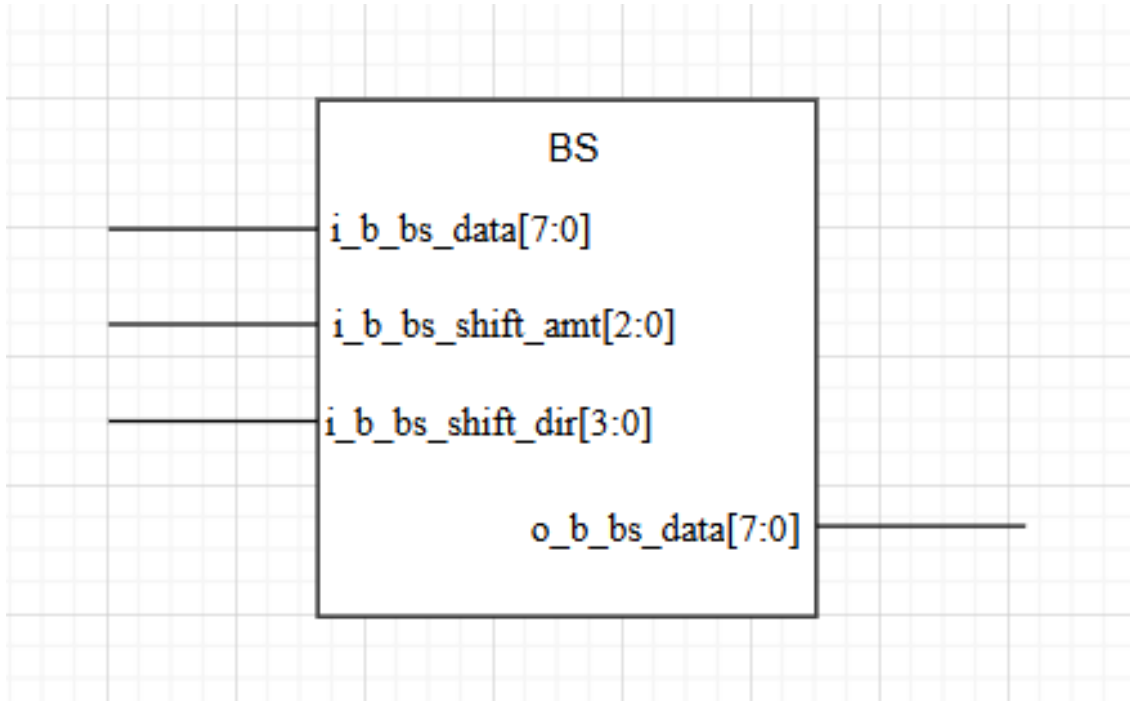 BS
i_b_bs_data[7:0]
i_b_bs_shift_amt[2:0]
i_b_bs_shift_dir[3:0]
o_b_bs_data[7:0]